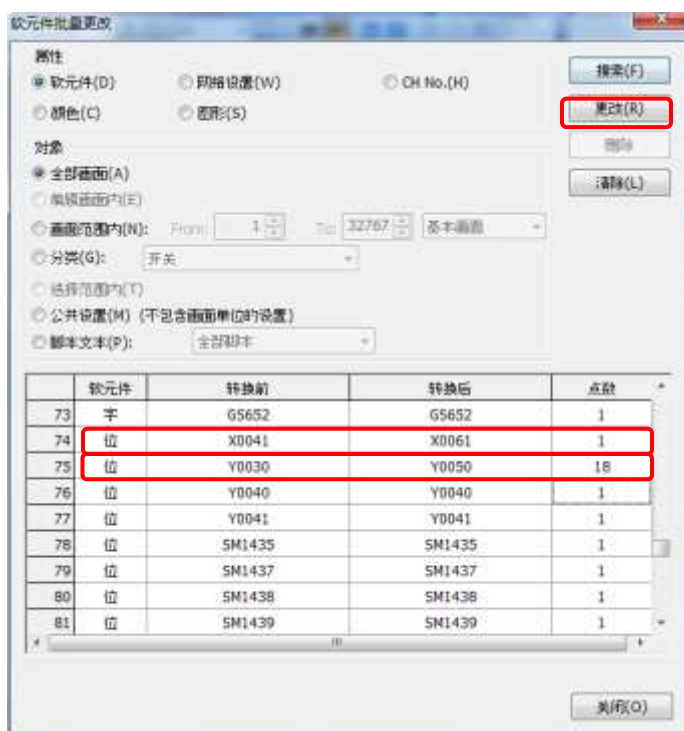 软元件批量更改
属性
软元件(D) 网络设置(W) CH No.(H) 搜索(F)
颜色(C) 图形(S) 更改(R)
对象 删除
全部画面(A) 清除(L)
编辑画面内(E)
画面范围内(N): From: 1 To: 32767 基本画面
分类(G): 开关
选择范围内(T)
公共设置(M) (不包含画面单位的设置)
脚本文本(P): 全部脚本
软元件 转换前 转换后 点数
73 字 G5652 G5652 1
74 位 X0041 X0061 1
75 位 Y0030 Y0050 18
76 位 Y0040 Y0040 1
77 位 Y0041 Y0041 1
78 位 SM1435 SM1435 1
79 位 SM1437 SM1437 1
80 位 SM1438 SM1438 1
81 位 SM1439 SM1439 1
关闭(O)